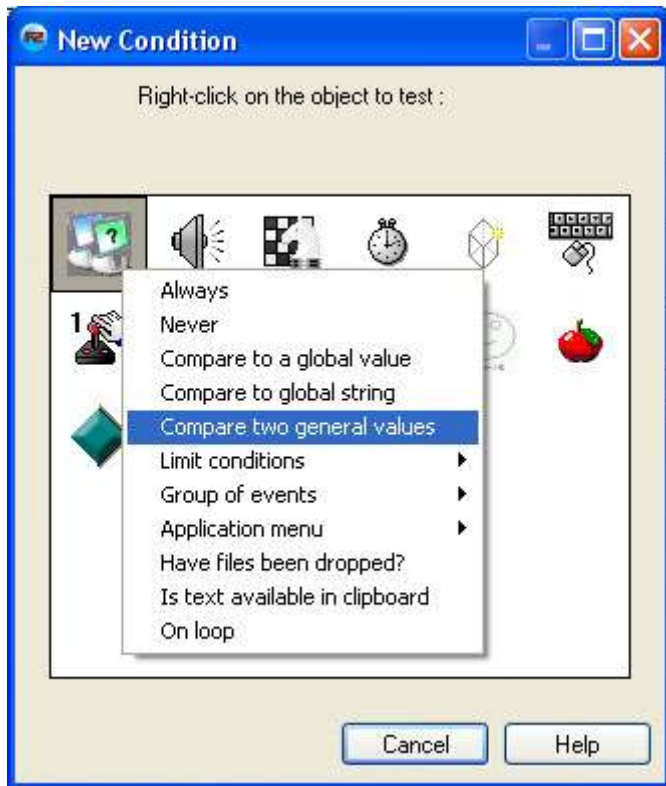 New Condition
Right-click on the object to test :
?
1
Always
Never
Compare to a global value
Compare to global string
Compare two general values
Limit conditions
Group of events
Application menu
Have files been dropped?
Is text available in clipboard
On loop
Cancel
Help